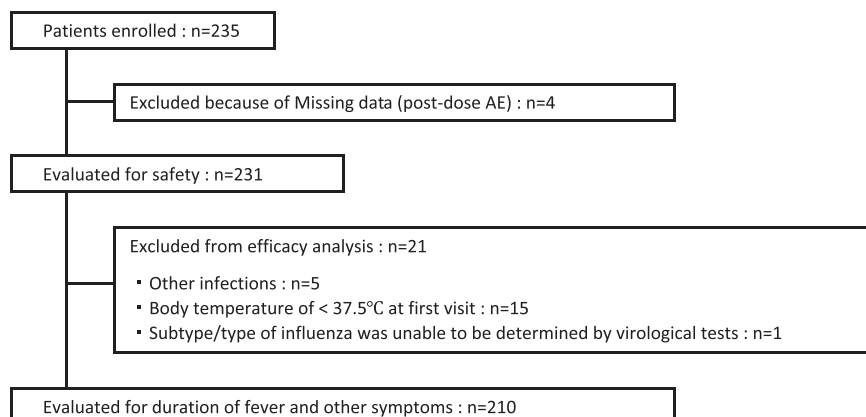 Patients enrolled : n=235
Excluded because of Missing data (post-dose AE) : n=4
Evaluated for safety : n=231
Excluded from efficacy analysis : n=21
・Other infections : n=5
・Body temperature of < 37.5℃ at first visit : n=15
・Subtype/type of influenza was unable to be determined by virological tests : n=1
Evaluated for duration of fever and other symptoms : n=210